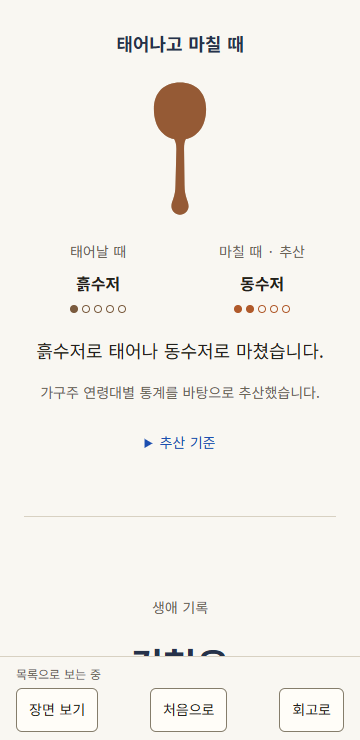 태어나고 마칠 때
태어날 때
마칠 때 · 추산
흙수저
동수저
흙수저로 태어나 동수저로 마쳤습니다.
가구주 연령대별 통계를 바탕으로 추산했습니다.
▶ 추산 기준
생애 기록
목록으로 보는 중
장면 보기
처음으로
회고로